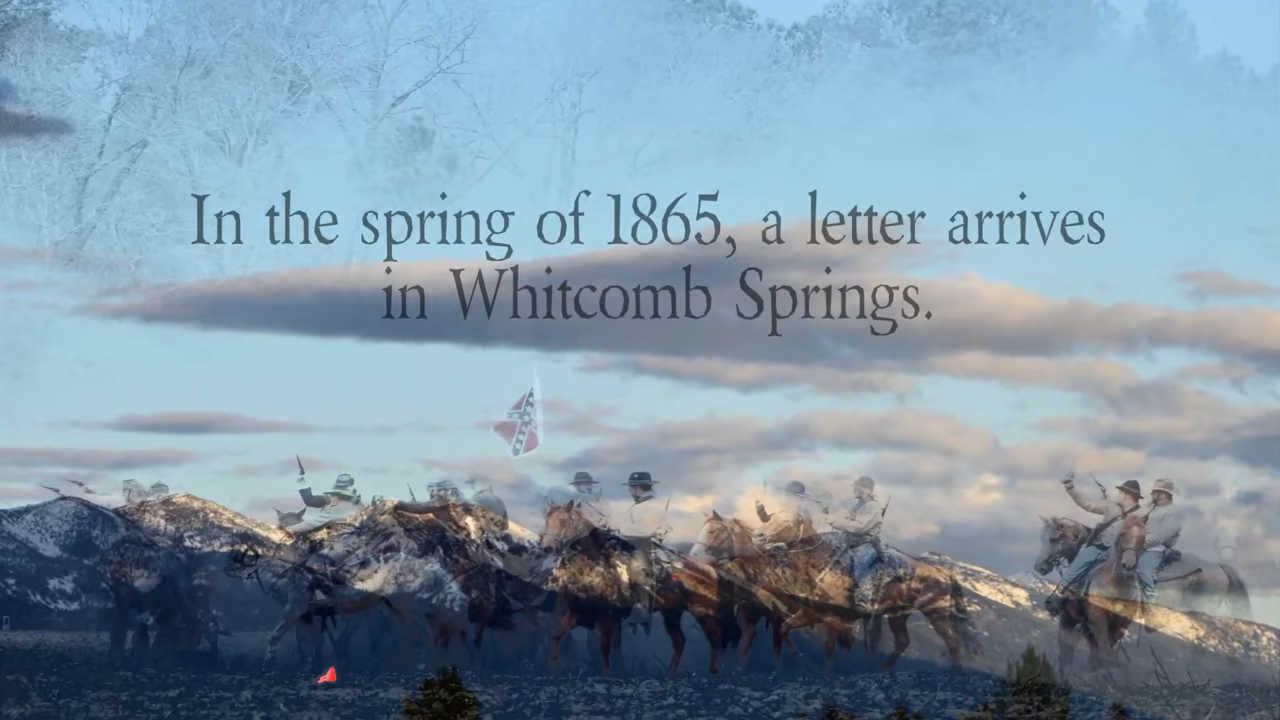 In the spring of 1865, a letter arrives
in Whitcomb Springs.